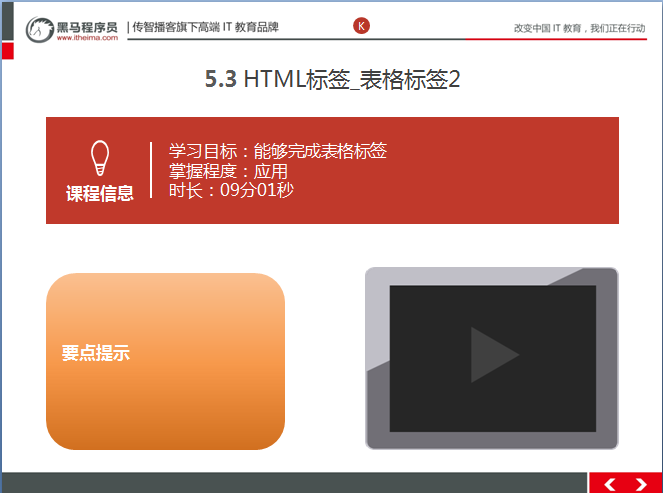 黑马程序员
www.itheima.com
传智播客旗下高端 IT 教育品牌
K
改变中国 IT 教育，我们正在行动
5.3 HTML标签_表格标签2
课程信息
学习目标：能够完成表格标签
掌握程度：应用
时长：09分01秒
要点提示